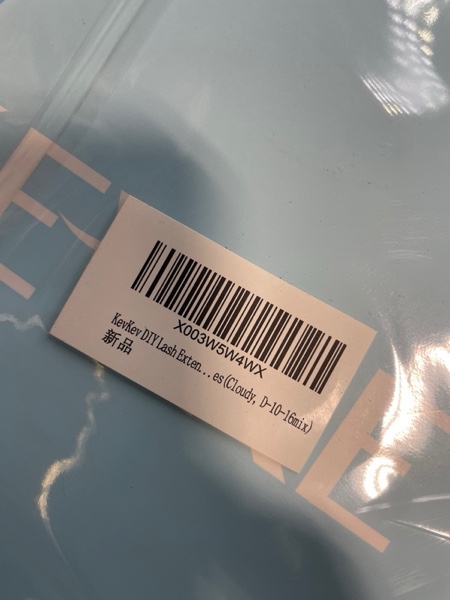 X003W5W4WX
KevKev DIY Lash Exten...es (Cloudy, D-10-16mix)
新品